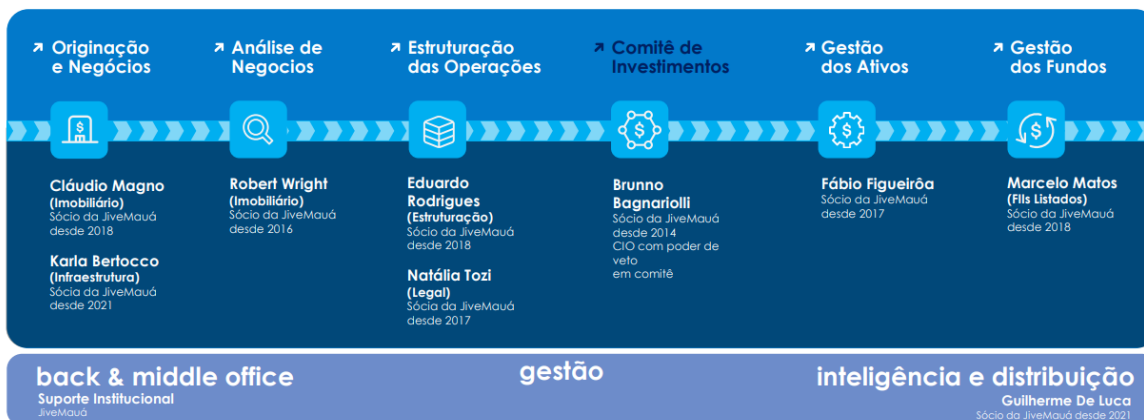 Originação
e Negócios
Análise de
Negocios
Estruturação
das Operações
Comitê de
Investimentos
Gestão
dos Ativos
Gestão
dos Fundos
Cláudio Magno
(Imobiliário)
Sócio da JiveMauá
desde 2018
Karla Bertocco
(Infraestrutura)
Sócia da JiveMauá
desde 2021
Robert Wright
(Imobiliário)
Sócio da JiveMauá
desde 2016
Eduardo
Rodrigues
(Estruturação)
Sócio da JiveMauá
desde 2018
Natália Tozi
(Legal)
Sócia da JiveMauá
desde 2017
Brunno
Bagnariolli
Sócio da JiveMauá
desde 2014
CIO com poder de
veto
em comitê
Fábio Figueirôa
Sócio da JiveMauá
desde 2017
Marcelo Matos
(FIIs Listados)
Sócio da JiveMauá
desde 2018
back & middle office
Suporte Institucional
JiveMauá
gestão
inteligência e distribuição
Guilherme De Luca
Sócio da JiveMauá desde 2021